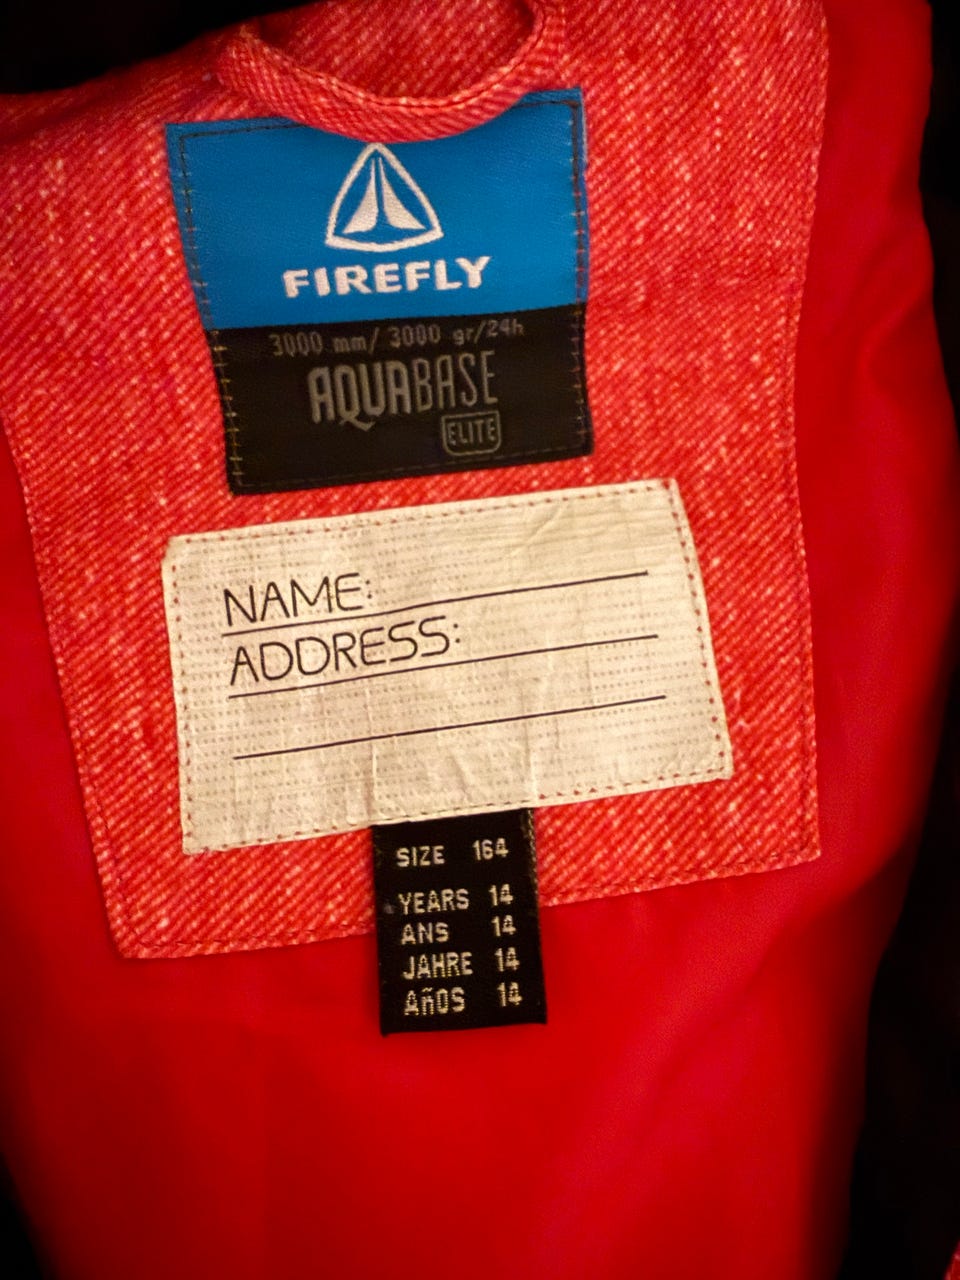 FIREFLY
3000 mm/ 3000 gr/24h
AQUABASE
ELITE
NAME:
ADDRESS:
SIZE 164
YEARS 14
ANS 14
JAHRE 14
AÑOS 14